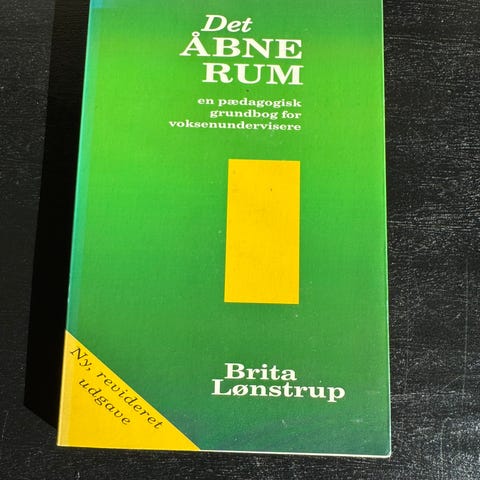 Det
ÅBNE
RUM
en pædagogisk
grundbog for
voksenundervisere
Brita
Lønstrup
Ny, revideret
udgave